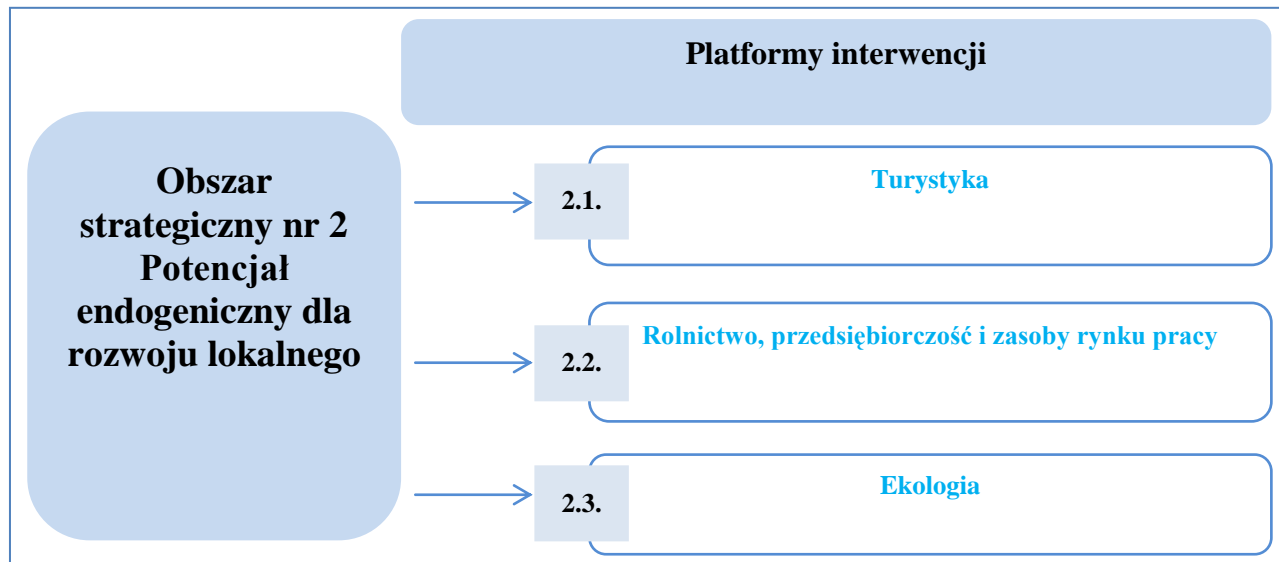 Platformy interwencji
Obszar
strategiczny nr 2
Potencjał
endogeniczny dla
rozwoju lokalnego
2.1.
Turystyka
2.2.
Rolnictwo, przedsiębiorczość i zasoby rynku pracy
2.3.
Ekologia